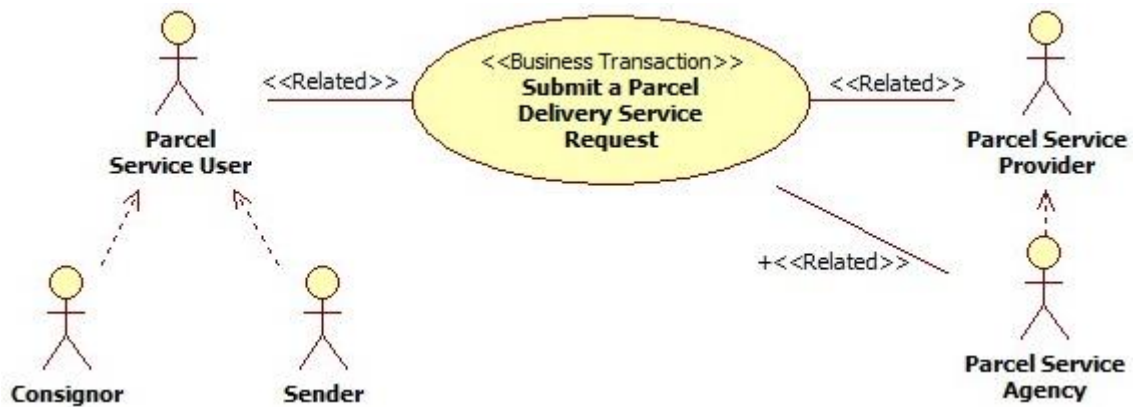 <<Business Transaction>>
Submit a Parcel
Delivery Service
Request
<<Related>>
<<Related>>
Parcel
Service User
Parcel Service
Provider
+<<Related>>
Consignor
Sender
Parcel Service
Agency